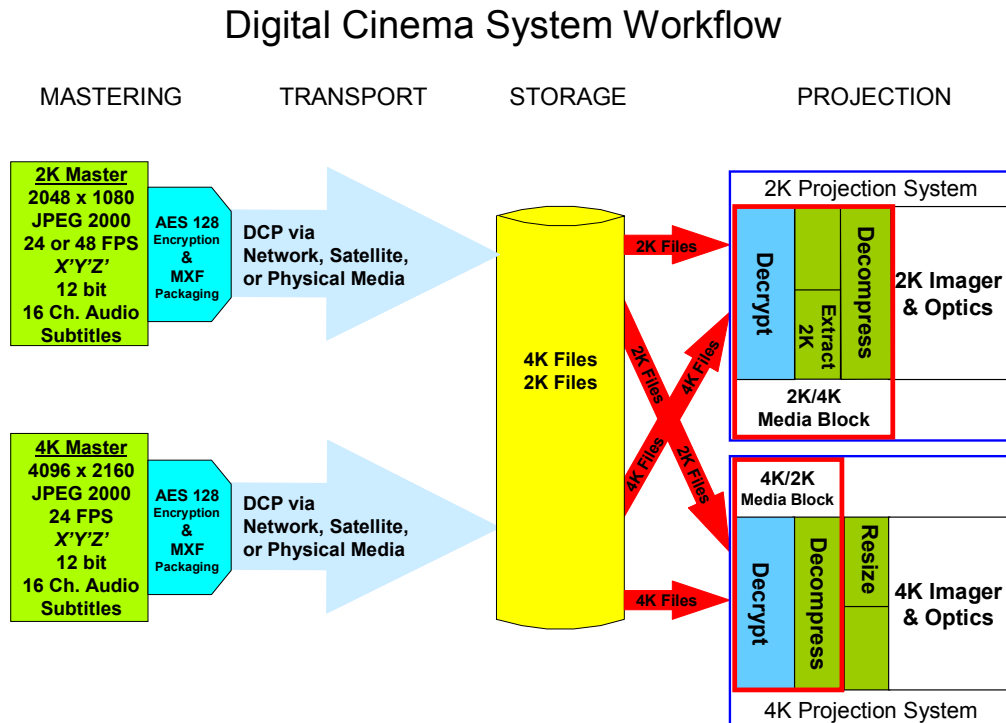 Digital Cinema System Workflow
MASTERING
TRANSPORT
STORAGE
PROJECTION
2K Master
2048 x 1080
JPEG 2000
24 or 48 FPS
X'Y'Z'
12 bit
16 Ch. Audio
Subtitles
AES 128
Encryption
&
MXF
Packaging
DCP via
Network, Satellite,
or Physical Media
4K Master
4096 x 2160
JPEG 2000
24 FPS
X'Y'Z'
12 bit
16 Ch. Audio
Subtitles
AES 128
Encryption
&
MXF
Packaging
DCP via
Network, Satellite,
or Physical Media
4K Files
2K Files
2K Files
2K Files
4K Files
4K Files
2K Files
4K Files
2K Projection System
Decrypt
Extract
2K
Decompress
2K Imager
& Optics
2K/4K
Media Block
4K/2K
Media Block
Decrypt
Decompress
Resize
4K Imager
& Optics
4K Projection System